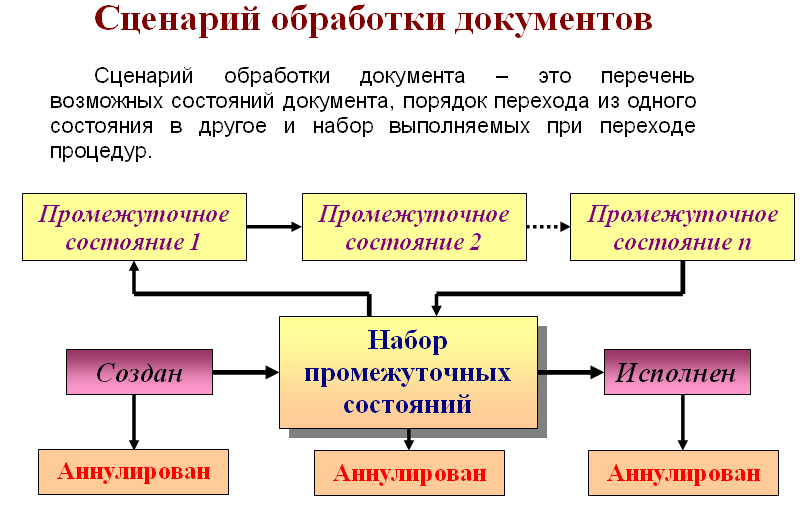 Сценарий обработки документов
Сценарий обработки документа – это перечень
возможных состояний документа, порядок перехода из одного
состояния в другое и набор выполняемых при переходе
процедур.
Промежуточное
состояние 1
Промежуточное
состояние 2
Промежуточное
состояние n
Создан
Набор
промежуточных
состояний
Исполнен
Аннулирован
Аннулирован
Аннулирован